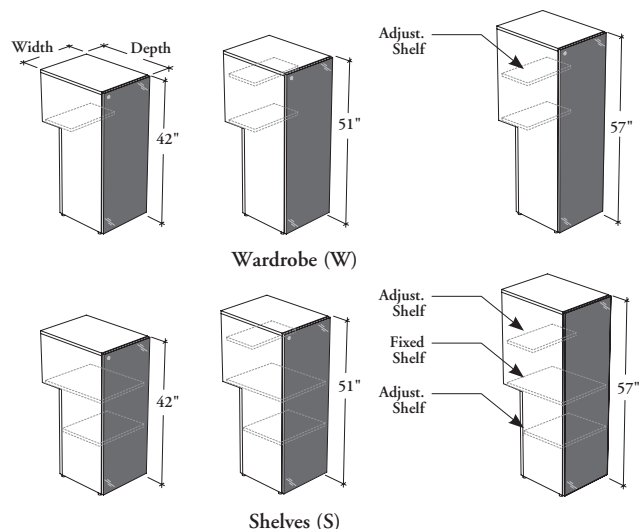 Width
Depth
42"
51"
Adjust.
Shelf
57"
Wardrobe (W)
42"
51"
Adjust.
Shelf
Fixed
Shelf
Adjust.
Shelf
57"
Shelves (S)